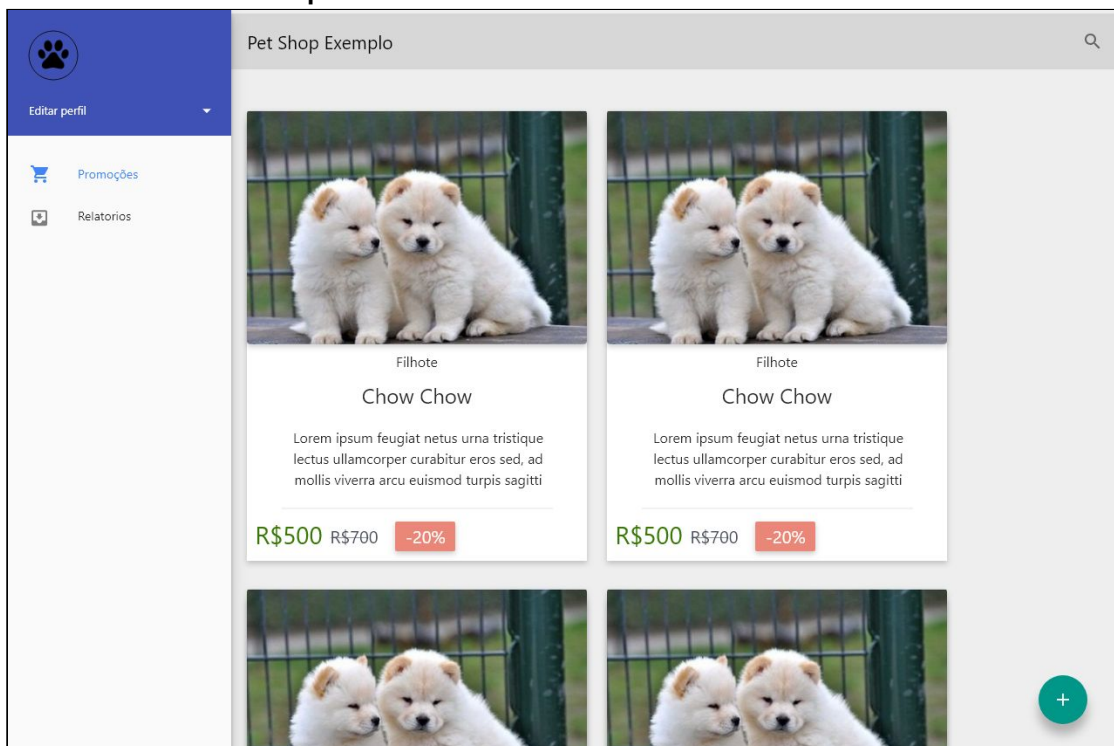 Pet Shop Exemplo
Editar perfil
Promoções
Relatorios
Filhote
Chow Chow
Lorem ipsum feugiat netus urna tristique
lectus ullamcorper curabitur eros sed, ad
mollis viverra arcu euismod turpis sagitti
R$500 R$700 -20%
Filhote
Chow Chow
Lorem ipsum feugiat netus urna tristique
lectus ullamcorper curabitur eros sed, ad
mollis viverra arcu euismod turpis sagitti
R$500 R$700 -20%
+